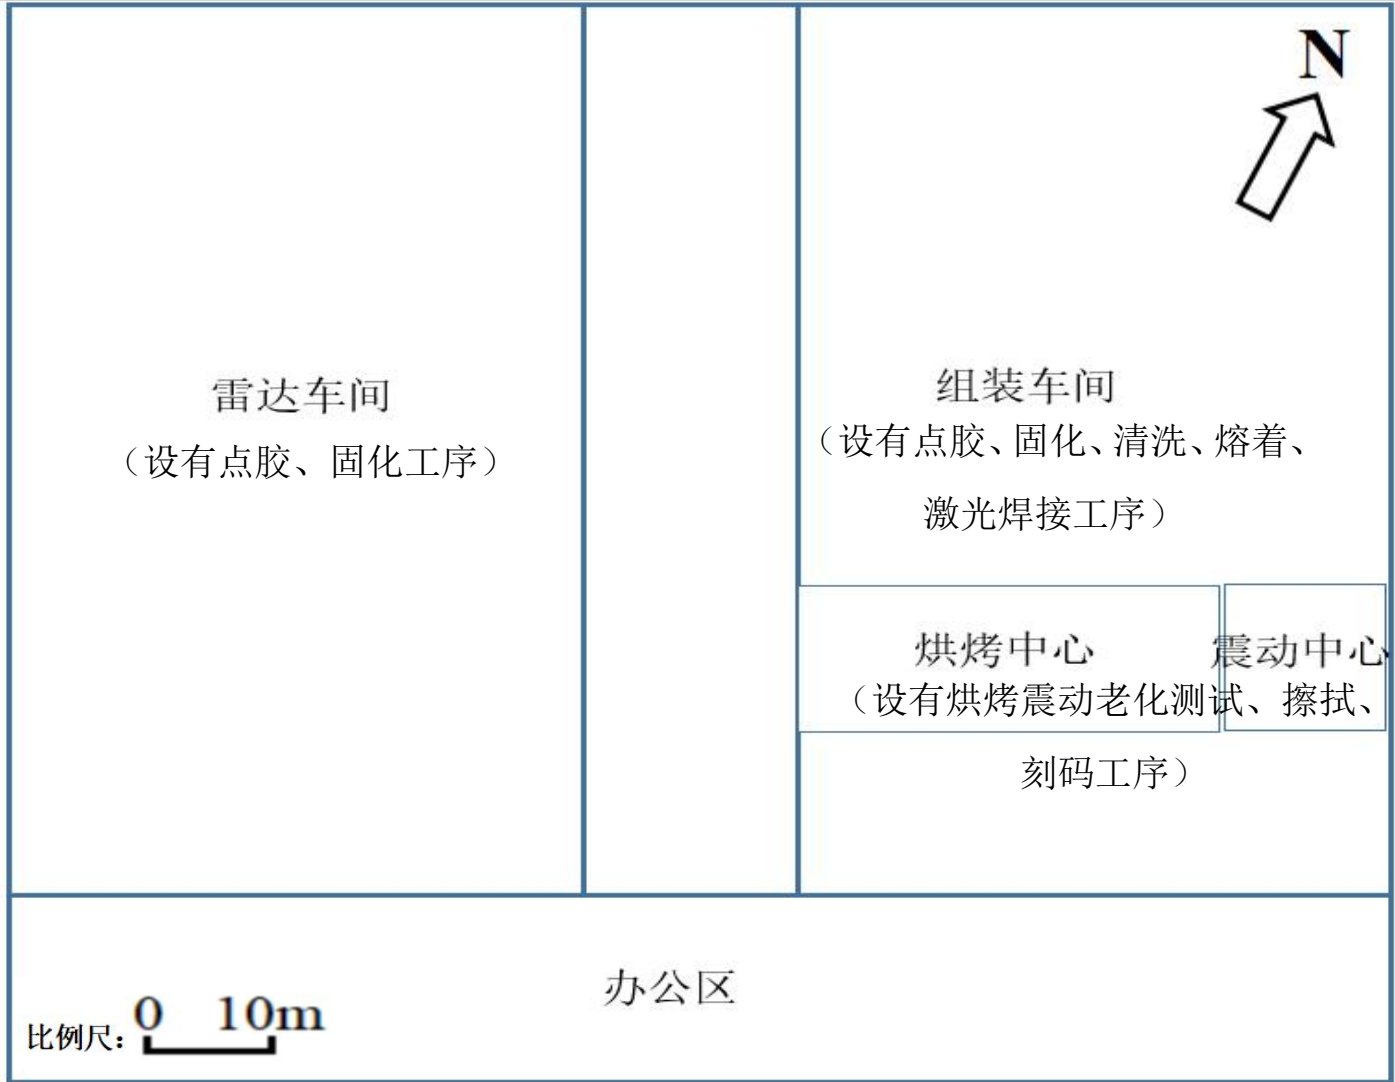 N
雷达车间
（设有点胶、固化工序）
组装车间
（设有点胶、固化、清洗、熔着、
激光焊接工序）
烘烤中心
震动中心
（设有烘烤震动老化测试、擦拭、
刻码工序）
办公区
比例尺：0 10m